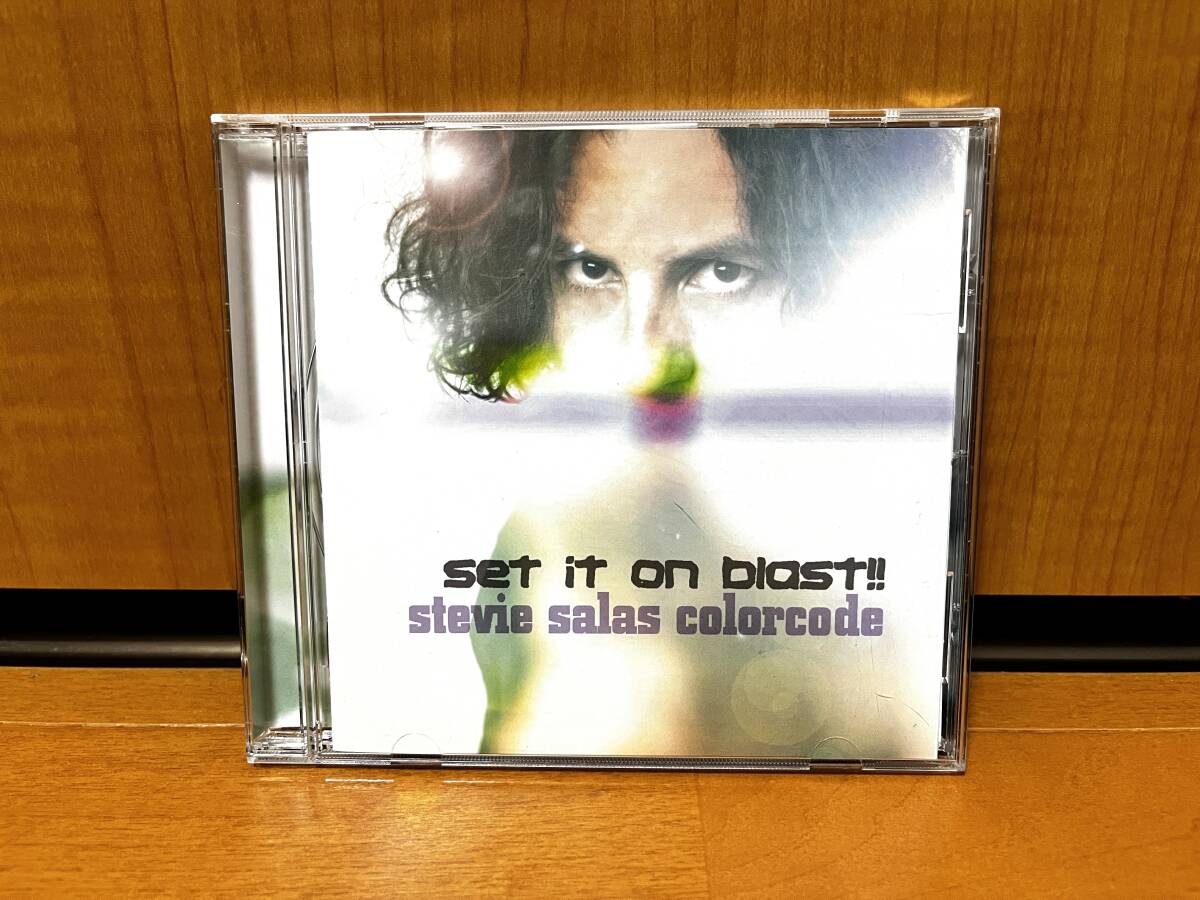 set it on blast!!
stevie salas colorcode